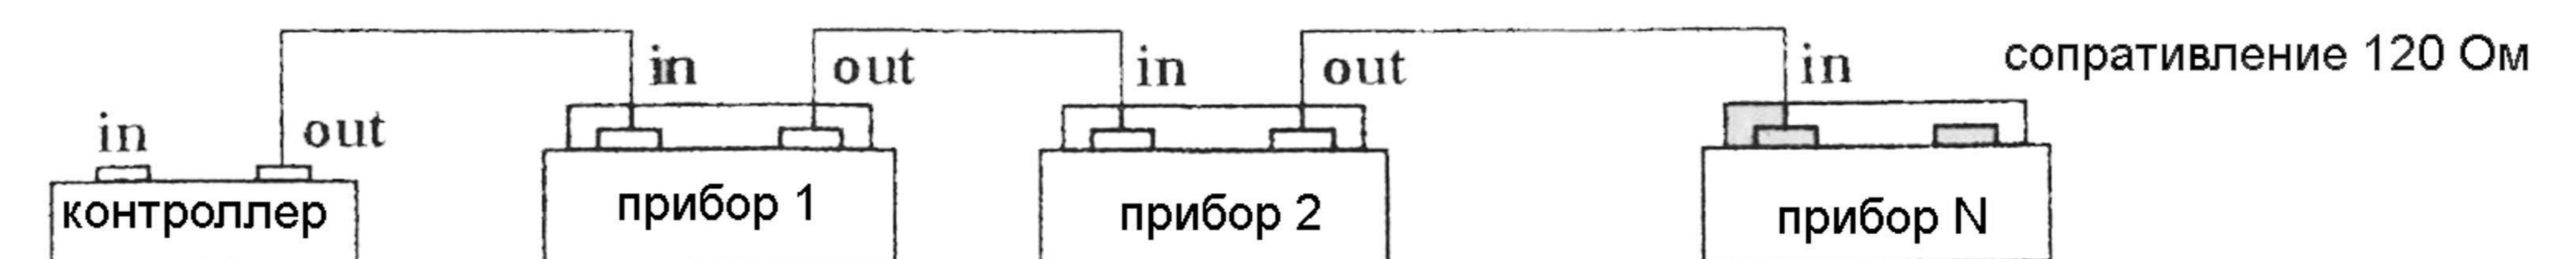 in out in out in out in сопративление 120 Ом
контроллер прибор 1 прибор 2 прибор N